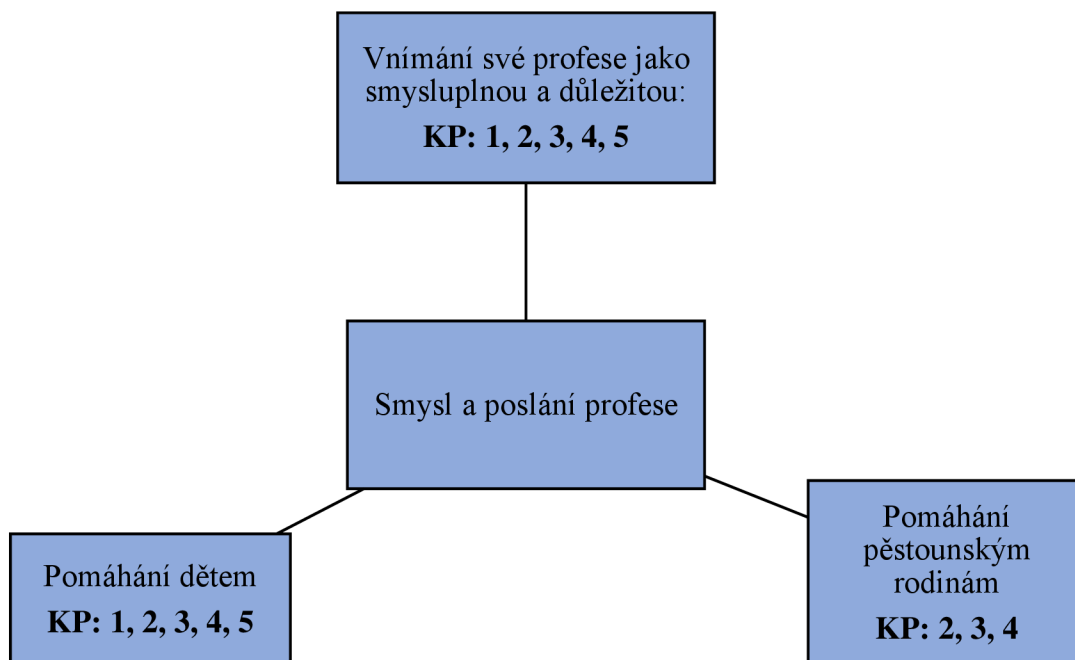 Vnímání své profese jako
smysluplnou a důležitou:
KP: 1, 2, 3, 4, 5
Smysl a poslání profese
Pomáhání dětem
KP: 1, 2, 3, 4, 5
Pomáhání
pěstounským
rodinám
KP: 2, 3, 4